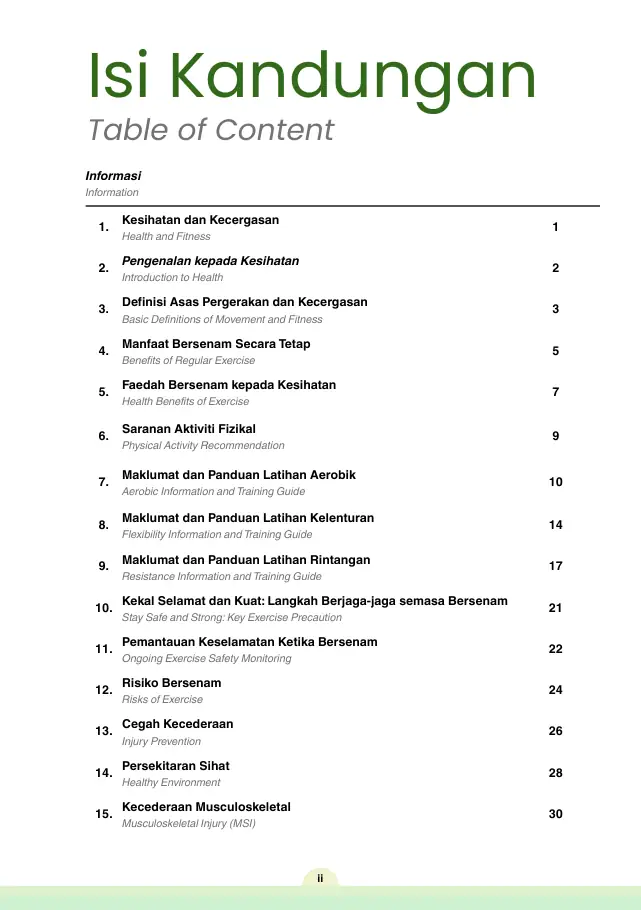 Isi Kandungan
Table of Content
Informasi
Information
1. Kesihatan dan Kecergasan 1
Health and Fitness
2. Pengenalan kepada Kesihatan 2
Introduction to Health
3. Definisi Asas Pergerakan dan Kecergasan 3
Basic Definitions of Movement and Fitness
4. Manfaat Bersenam Secara Tetap 5
Benefits of Regular Exercise
5. Faedah Bersenam kepada Kesihatan 7
Health Benefits of Exercise
6. Saranan Aktiviti Fizikal 9
Physical Activity Recommendation
7. Maklumat dan Panduan Latihan Aerobik 10
Aerobic Information and Training Guide
8. Maklumat dan Panduan Latihan Kelenturan 14
Flexibility Information and Training Guide
9. Maklumat dan Panduan Latihan Rintangan 17
Resistance Information and Training Guide
10. Kekal Selamat dan Kuat: Langkah Berjaga-jaga semasa Bersenam 21
Stay Safe and Strong: Key Exercise Precaution
11. Pemantauan Keselamatan Ketika Bersenam 22
Ongoing Exercise Safety Monitoring
12. Risiko Bersenam 24
Risks of Exercise
13. Cegah Kecederaan 26
Injury Prevention
14. Persekitaran Sihat 28
Healthy Environment
15. Kecederaan Musculoskeletal 30
Musculoskeletal Injury (MSI)
ii